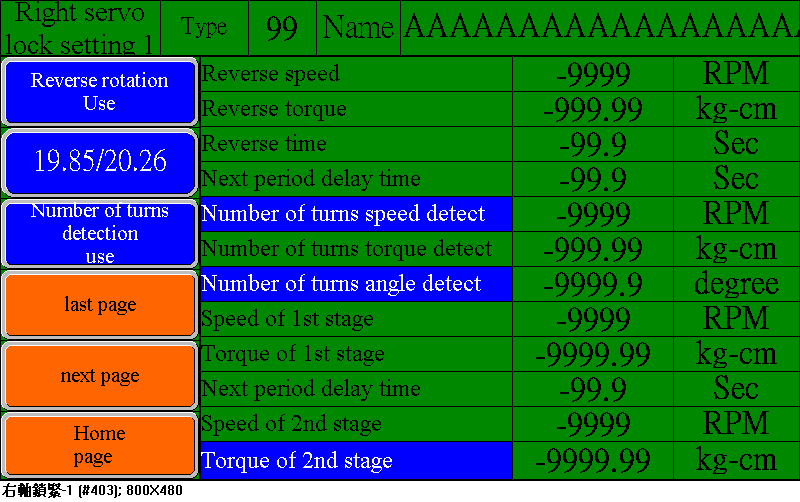 Right servo
lock setting 1
Type
99
Name
AAAAAAAAAAAAAAAAAA
Reverse rotation
Use
Reverse speed
-9999
RPM
Reverse torque
-999.99
kg-cm
19.85/20.26
Reverse time
-99.9
Sec
Next period delay time
-99.9
Sec
Number of turns
detection
use
Number of turns speed detect
-9999
RPM
Number of turns torque detect
-999.99
kg-cm
last page
Number of turns angle detect
-9999.9
degree
Speed of 1st stage
-9999
RPM
next page
Torque of 1st stage
-9999.99
kg-cm
Next period delay time
-99.9
Sec
Home
page
Speed of 2nd stage
-9999
RPM
Torque of 2nd stage
-9999.99
kg-cm
右軸鎖緊-1 (#403); 800X480